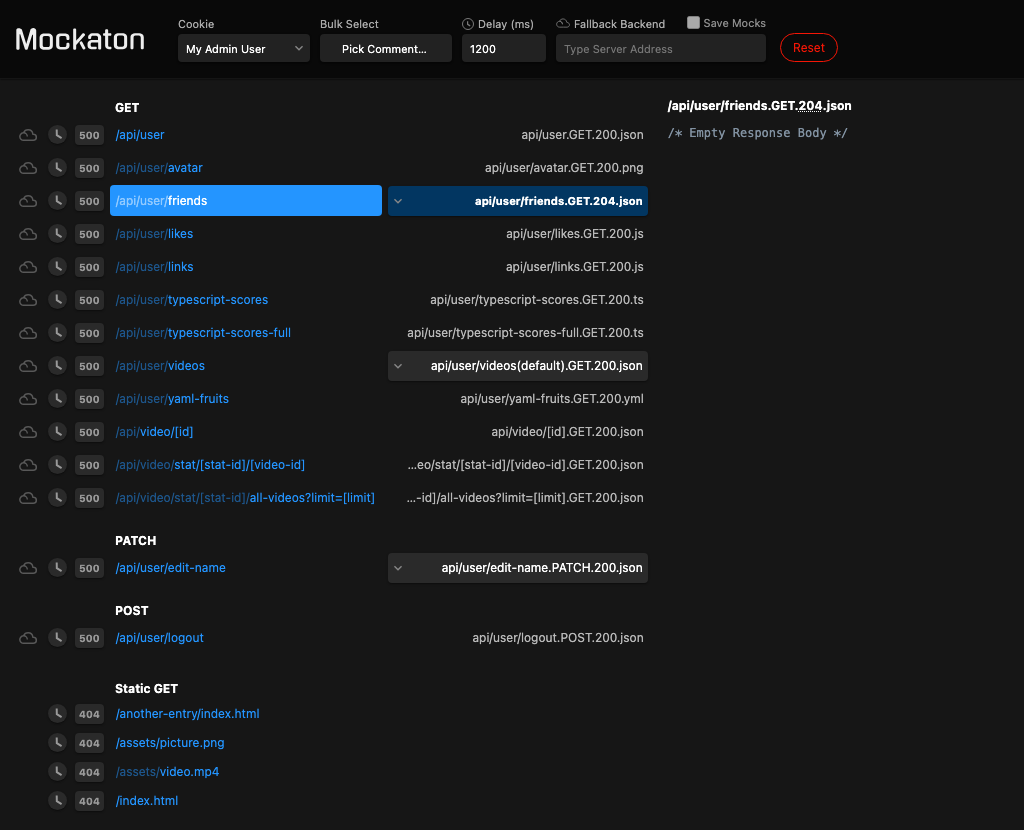 Mockaton
Cookie
My Admin User
Bulk Select
Pick Comment...
Delay (ms)
1200
Fallback Backend
Type Server Address
Save Mocks
Reset
GET
500 /api/user api/user.GET.200.json
500 /api/user/avatar api/user/avatar.GET.200.png
500 /api/user/friends api/user/friends.GET.204.json
500 /api/user/likes api/user/likes.GET.200.js
500 /api/user/links api/user/links.GET.200.js
500 /api/user/typescript-scores api/user/typescript-scores.GET.200.ts
500 /api/user/typescript-scores-full api/user/typescript-scores-full.GET.200.ts
500 /api/user/videos api/user/videos(default).GET.200.json
500 /api/user/yaml-fruits api/user/yaml-fruits.GET.200.yml
500 /api/video/[id] api/video/[id].GET.200.json
500 /api/video/stat/[stat-id]/[video-id] ...eo/stat/[stat-id]/[video-id].GET.200.json
500 /api/video/stat/[stat-id]/all-videos?limit=[limit] ...-id]/all-videos?limit=[limit].GET.200.json
PATCH
500 /api/user/edit-name api/user/edit-name.PATCH.200.json
POST
500 /api/user/logout api/user/logout.POST.200.json
Static GET
404 /another-entry/index.html
404 /assets/picture.png
404 /assets/video.mp4
404 /index.html
/api/user/friends.GET.204.json
/* Empty Response Body */